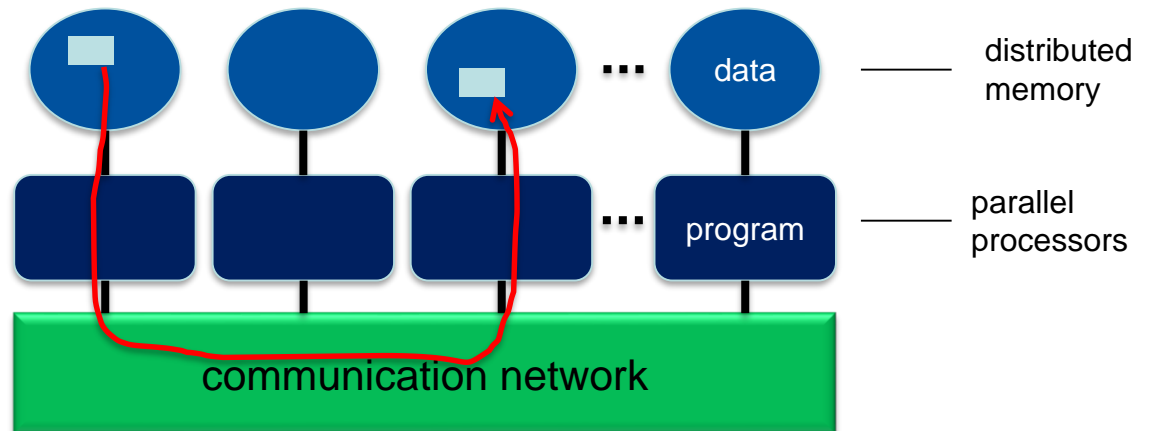 ... data
distributed
memory
... program
parallel
processors
communication network